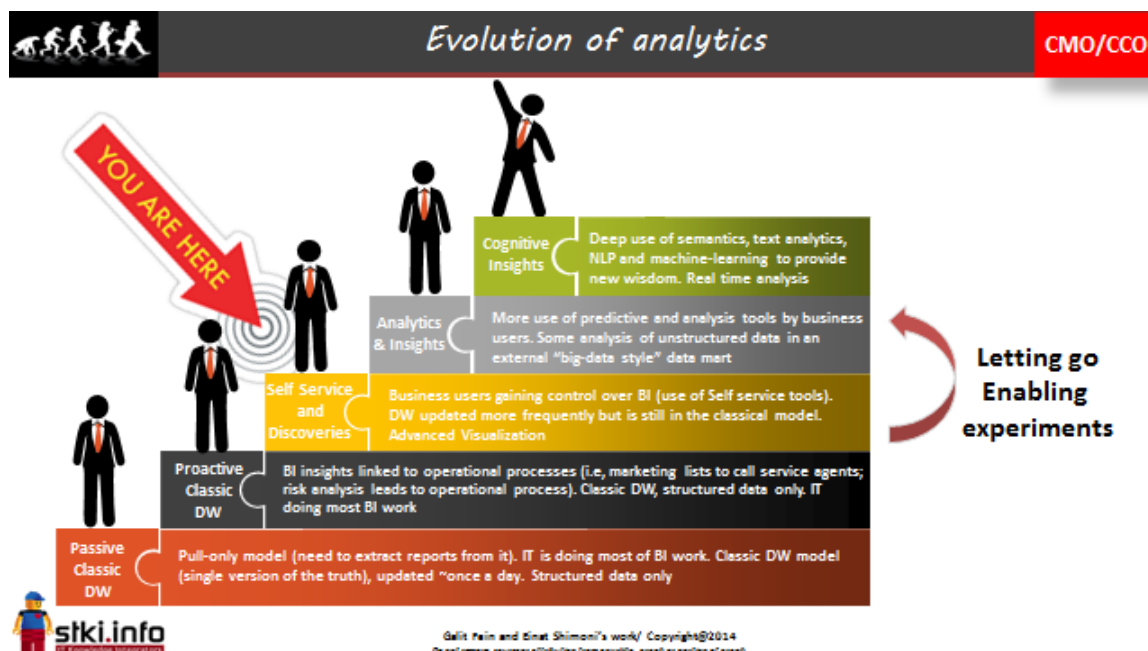 Evolution of analytics
CMO/CCO
YOU ARE HERE
Cognitive
Insights
Deep use of semantics, text analytics,
NLP and machine-learning to provide
new wisdom. Real time analysis
Analytics
& Insights
More use of predictive and analysis tools by business
users. Some analysis of unstructured data in an
external “big-data style” data mart
Self Service
and
Discoveries
Business users gaining control over BI (use of Self service tools).
DW updated more frequently but is still in the classical model.
Advanced Visualization
Proactive
Classic
DW
BI insights linked to operational processes (i.e, marketing lists to call service agents;
risk analysis leads to operational process). Classic DW, structured data only. IT
doing most BI work
Passive
Classic
DW
Pull-only model (need to extract reports from it). IT is doing most of BI work. Classic DW model
(single version of the truth), updated ~once a day. Structured data only
Letting go
Enabling
experiments
stki.info
IT Knowledge Integrators
Galit Fein and Einat Shimoni’s work/ Copyright@2014